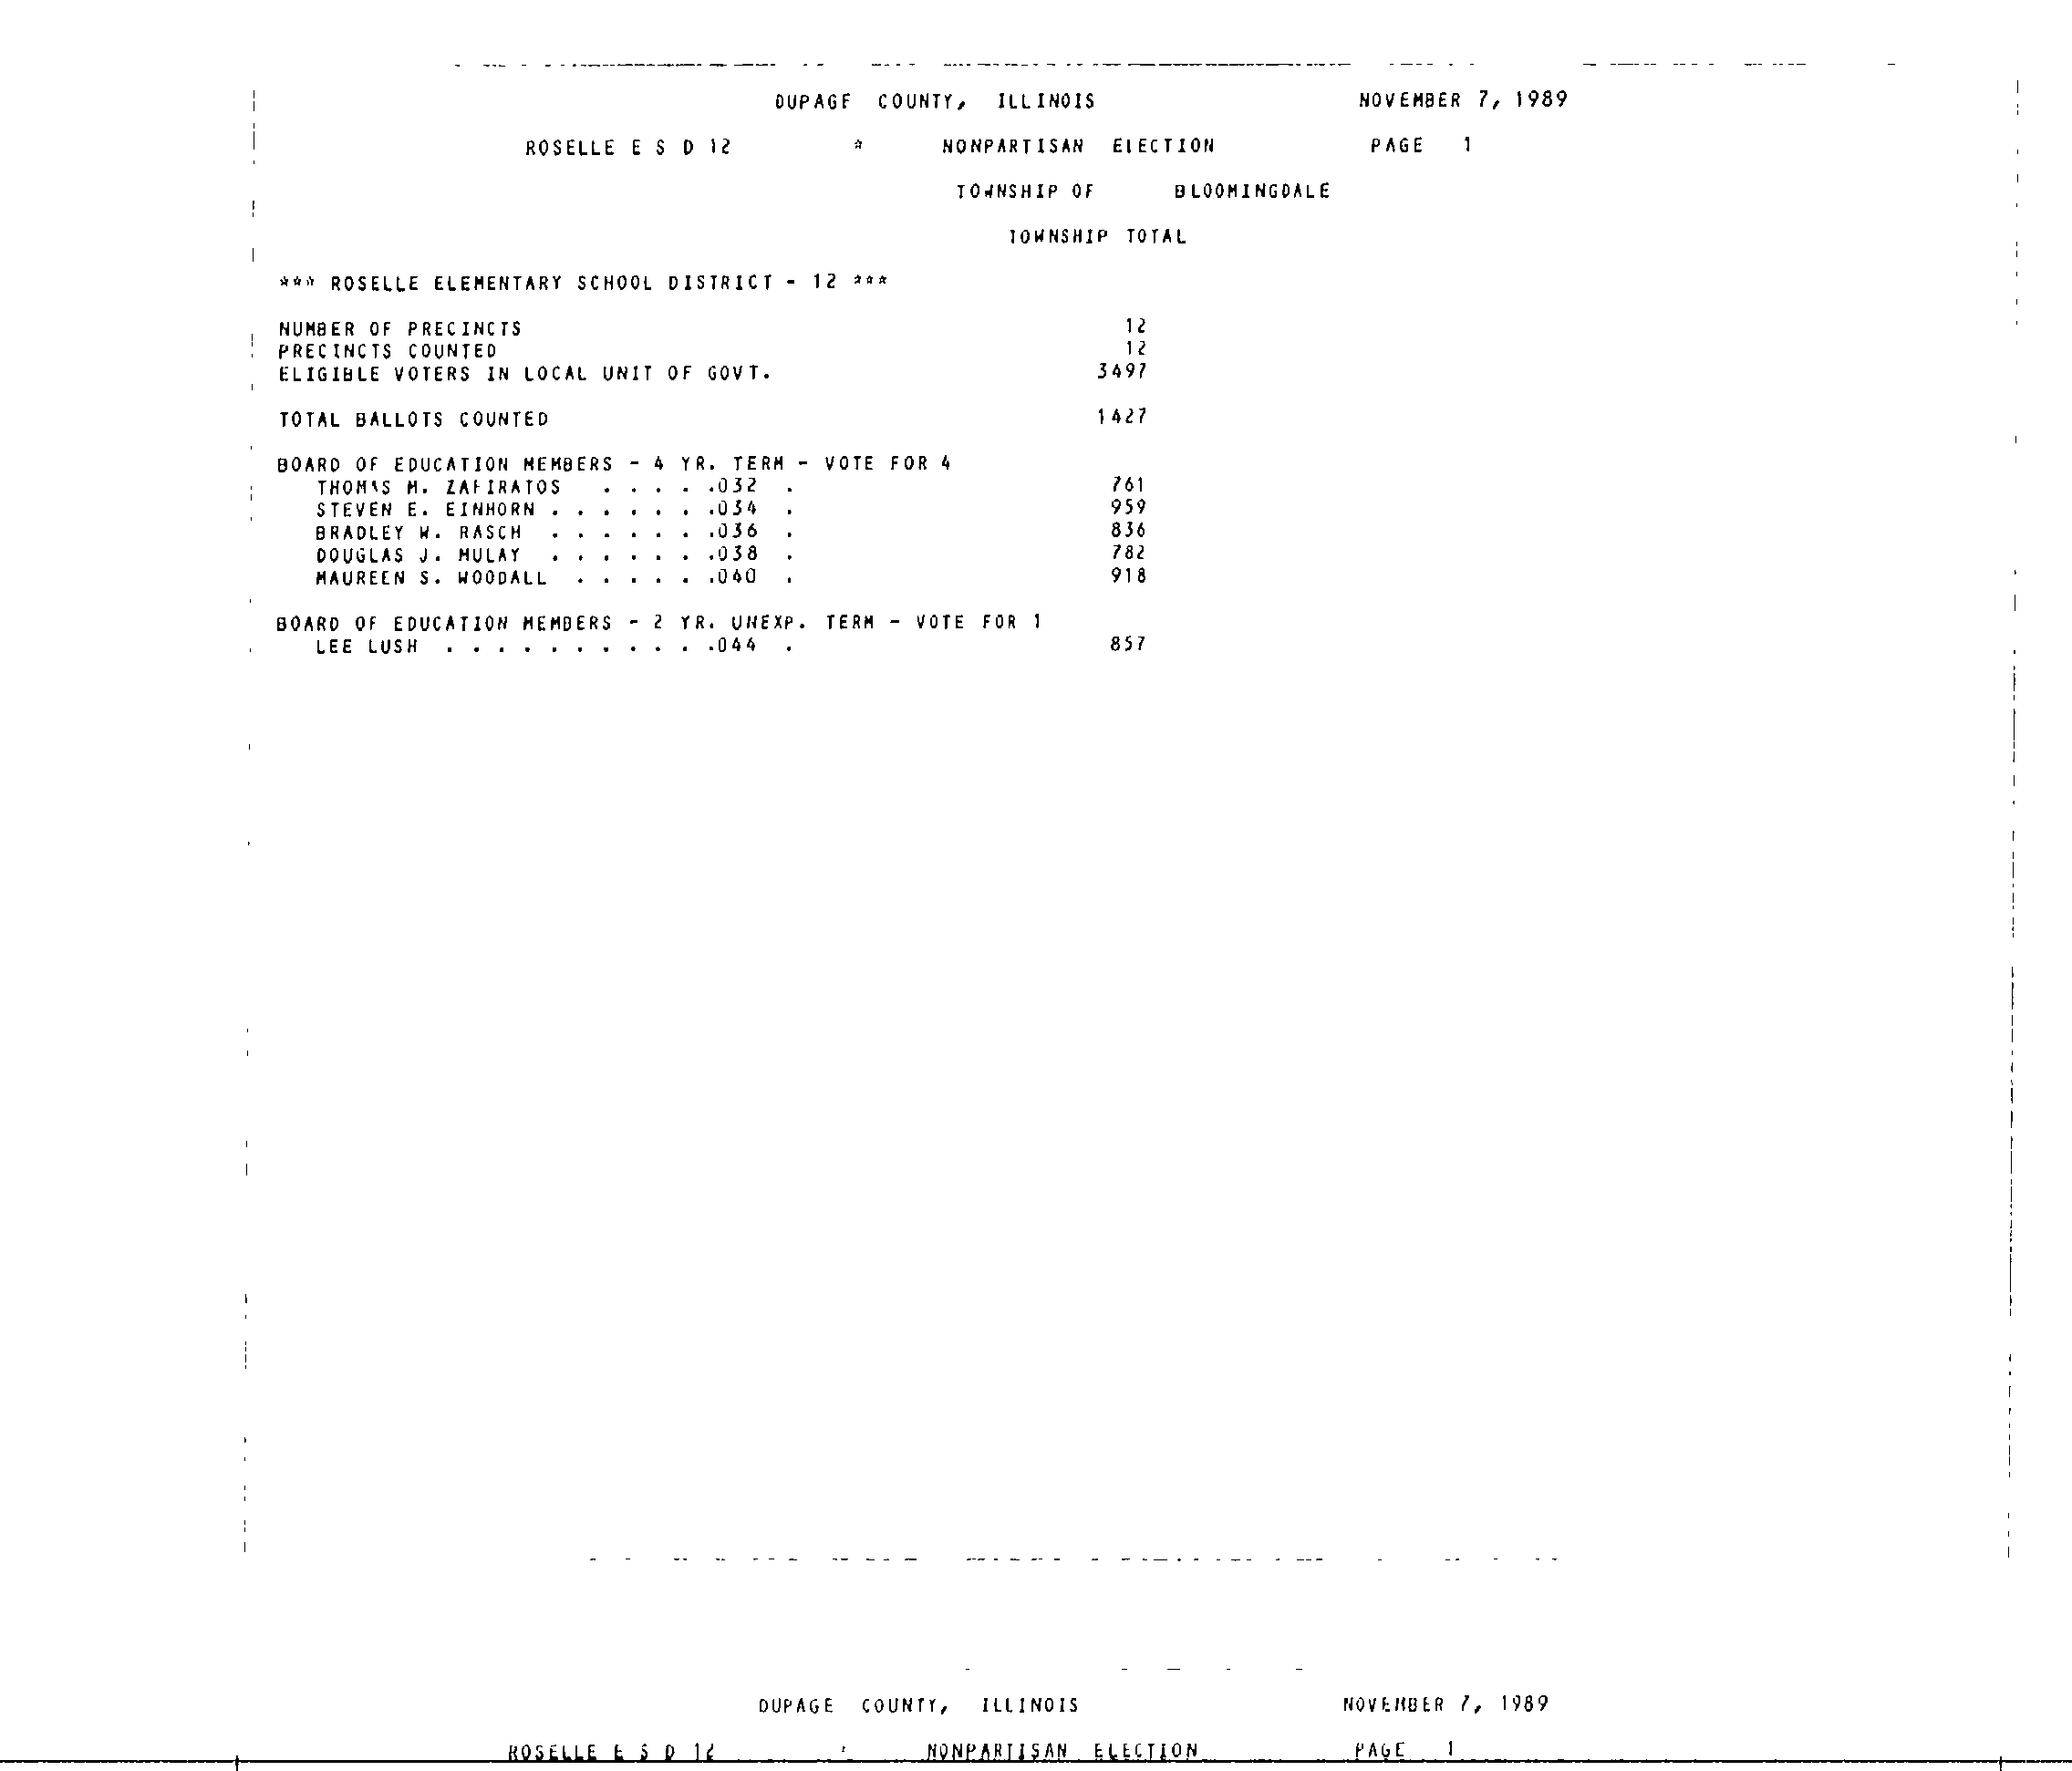 DUPAGE COUNTY, ILLINOIS NOVEMBER 7, 1989
ROSELLE E S D 12 * NONPARTISAN ELECTION PAGE 1
TOWNSHIP OF BLOOMINGDALE
TOWNSHIP TOTAL
*** ROSELLE ELEMENTARY SCHOOL DISTRICT - 12 ***
NUMBER OF PRECINCTS 12
PRECINCTS COUNTED 12
ELIGIBLE VOTERS IN LOCAL UNIT OF GOVT. 3497
TOTAL BALLOTS COUNTED 1427
BOARD OF EDUCATION MEMBERS - 4 YR. TERM - VOTE FOR 4
THOMAS M. ZAFIRATOS . . . . .032 . 761
STEVEN E. EINHORN . . . . . . .034 . 959
BRADLEY W. RASCH . . . . . . .036 . 836
DOUGLAS J. MULAY . . . . . . .038 . 782
MAUREEN S. WOODALL . . . . . .040 . 918
BOARD OF EDUCATION MEMBERS - 2 YR. UNEXP. TERM - VOTE FOR 1
LEE LUSH . . . . . . . . . . .044 . 857
DUPAGE COUNTY, ILLINOIS NOVEMBER 7, 1989
ROSELLE E S D 12 NONPARTISAN ELECTION PAGE 1